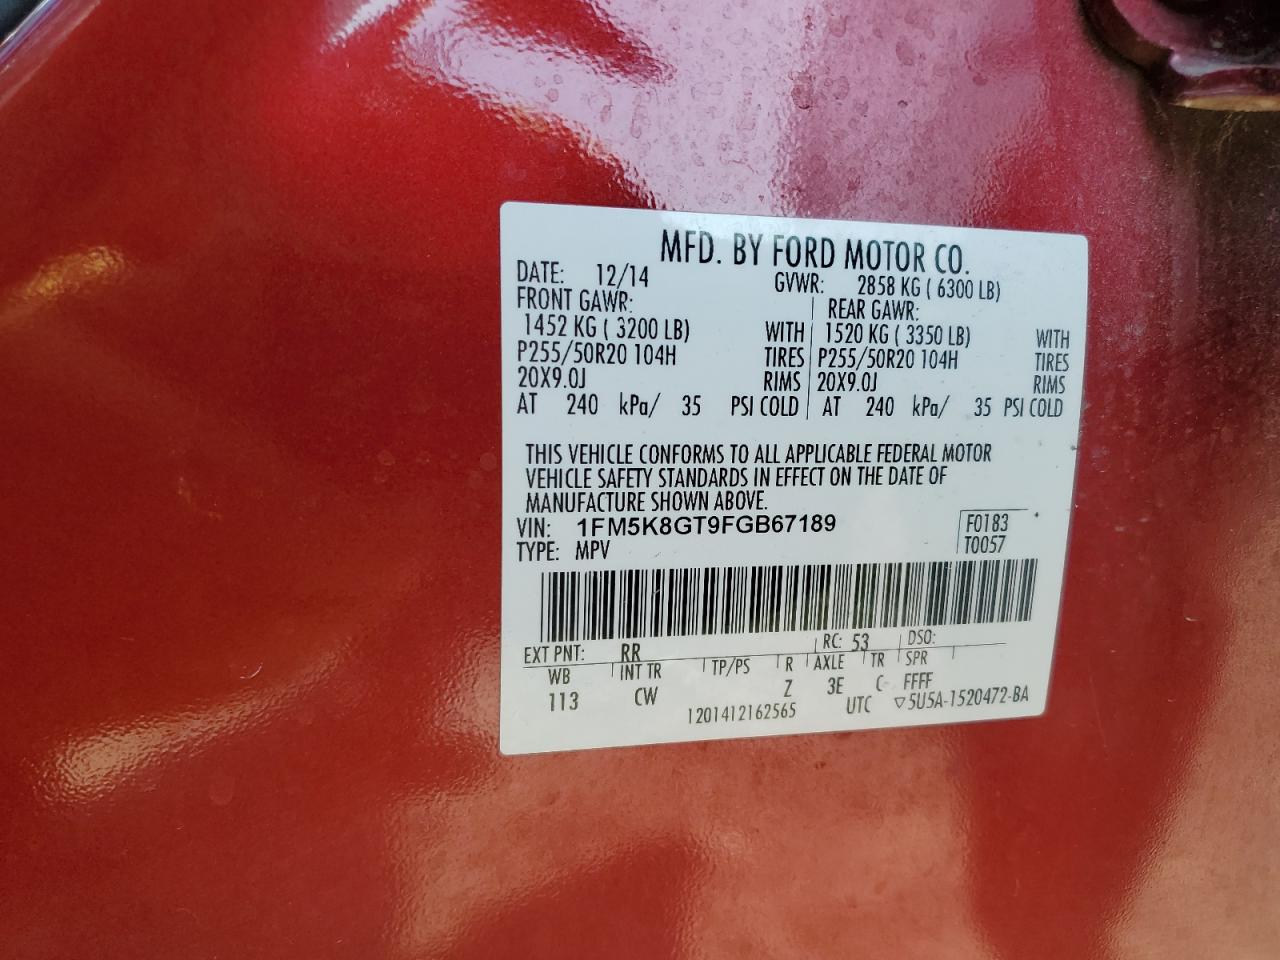 MFD. BY FORD MOTOR CO.
DATE: 12/14 GVWR: 2858 KG ( 6300 LB)
FRONT GAWR: REAR GAWR:
1452 KG ( 3200 LB) WITH 1520 KG ( 3350 LB) WITH
P255/50R20 104H TIRES P255/50R20 104H TIRES
20X9.0J RIMS 20X9.0J RIMS
AT 240 kPa/ 35 PSI COLD AT 240 kPa/ 35 PSI COLD
THIS VEHICLE CONFORMS TO ALL APPLICABLE FEDERAL MOTOR
VEHICLE SAFETY STANDARDS IN EFFECT ON THE DATE OF
MANUFACTURE SHOWN ABOVE.
VIN: 1FM5K8GT9FGB67189 F0183
TYPE: MPV T0057
EXT PNT: RR RC: 53 DSO:
WB INT TR TP/PS R AXLE TR SPR
113 CW Z 3E C FFFF
1201412162565 UTC ▽5U5A-1520472-BA